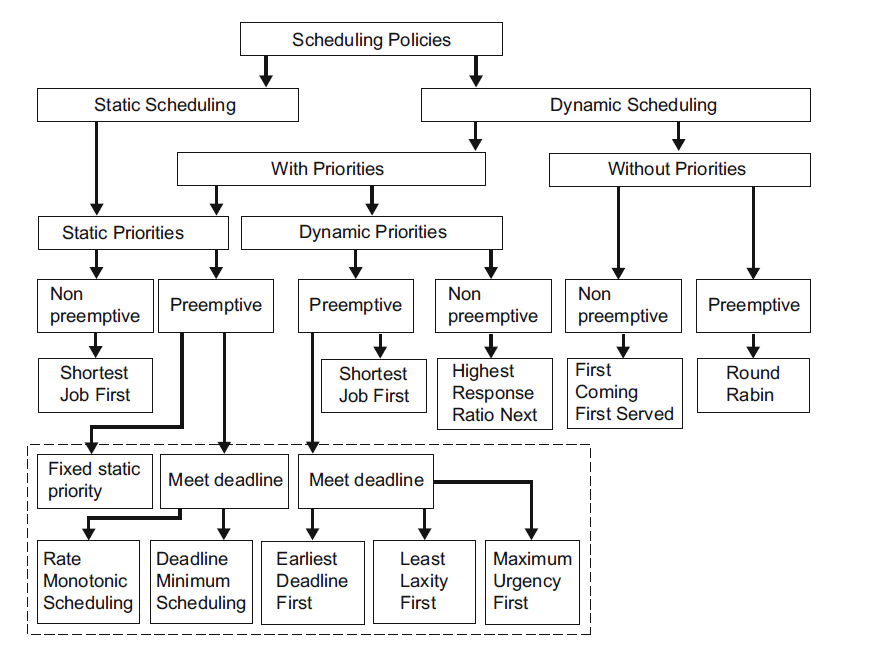 Scheduling Policies
Static Scheduling
Dynamic Scheduling
With Priorities
Without Priorities
Static Priorities
Dynamic Priorities
Non
preemptive
Preemptive
Preemptive
Non
preemptive
Non
preemptive
Preemptive
Shortest
Job First
Shortest
Job First
Highest
Response
Ratio Next
First
Coming
First Served
Round
Rabin
Fixed static
priority
Meet deadline
Meet deadline
Rate
Monotonic
Scheduling
Deadline
Minimum
Scheduling
Earliest
Deadline
First
Least
Laxity
First
Maximum
Urgency
First